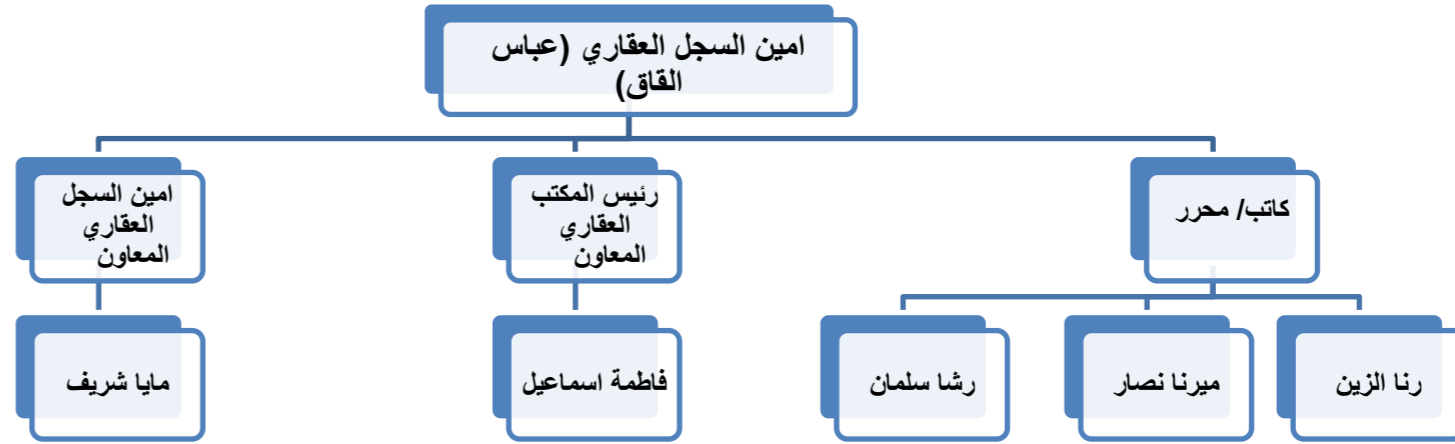 امين السجل العقاري (عباس
القاق)
كاتب/ محرر
رئيس المكتب
العقاري
المعاون
امين السجل
العقاري
المعاون
رنا الزين
ميرنا نصار
رشا سلمان
فاطمة اسماعيل
مايا شريف